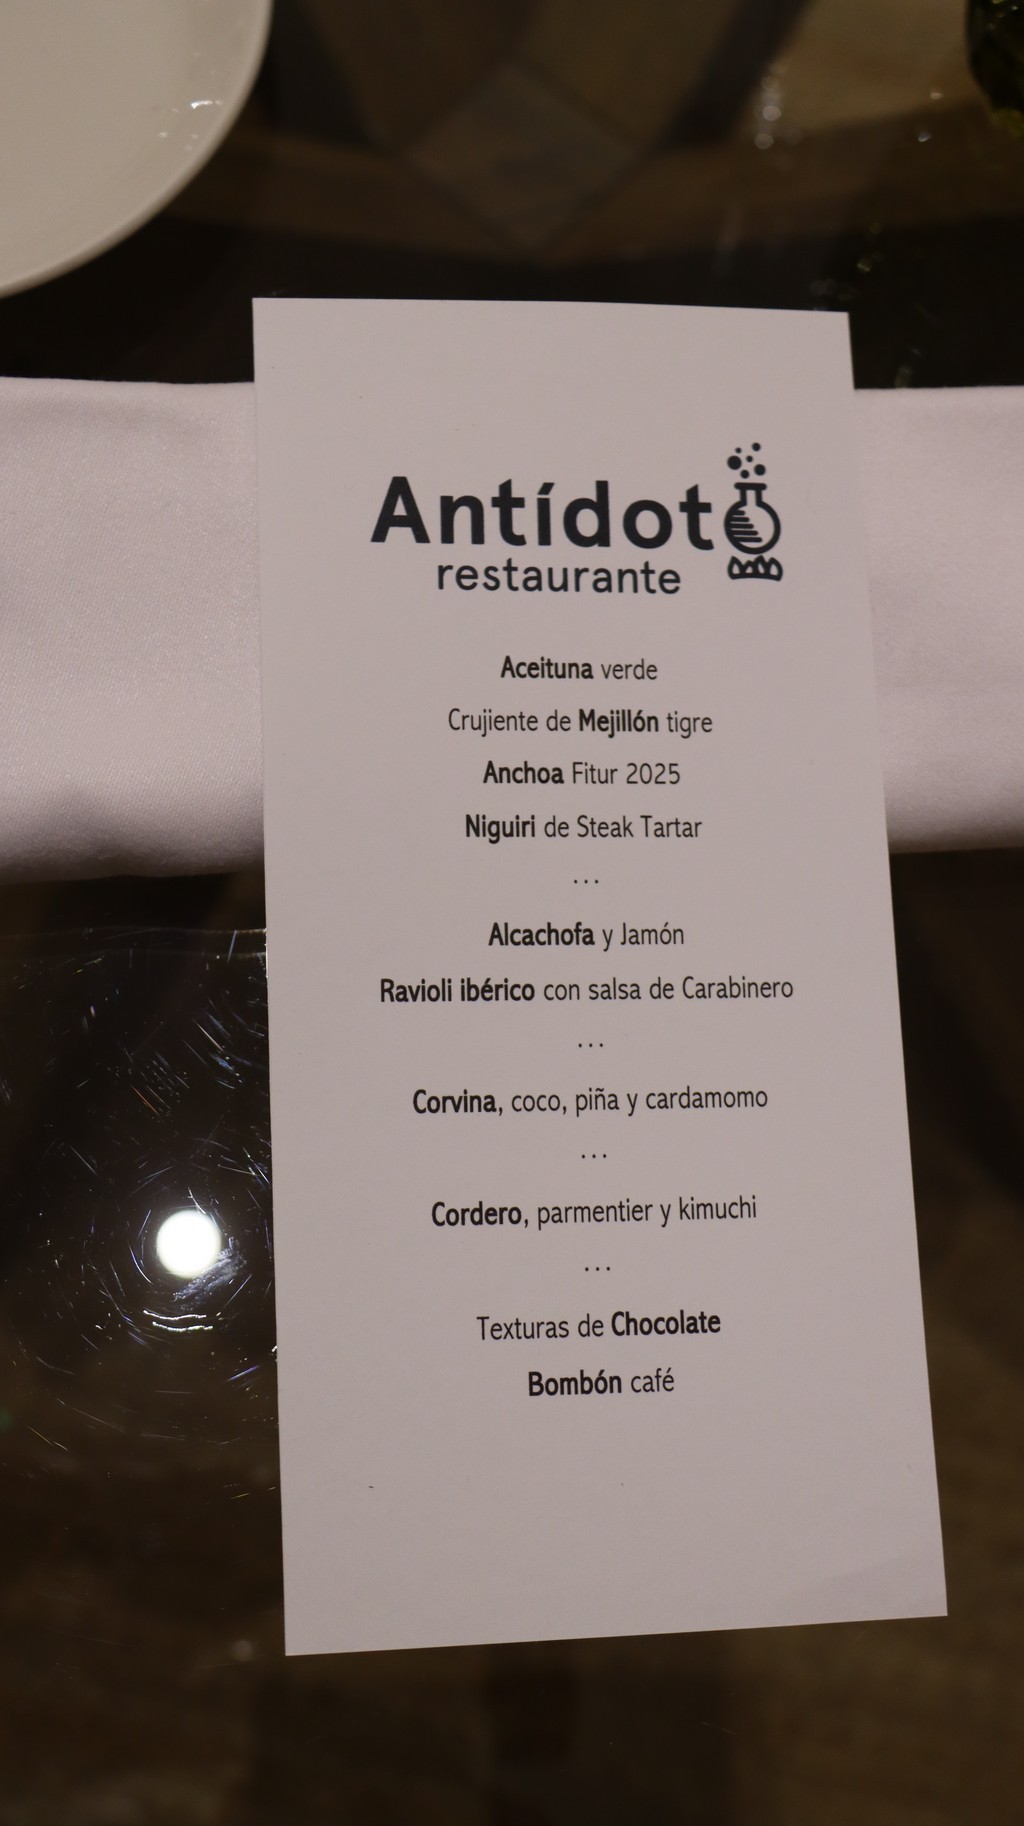 Antídoto
restaurante
Aceituna verde
Crujiente de Mejillón tigre
Anchoa Fitur 2025
Niguiri de Steak Tartar
...
Alcachofa y Jamón
Ravioli ibérico con salsa de Carabinero
...
Corvina, coco, piña y cardamomo
...
Cordero, parmentier y kimuchi
...
Texturas de Chocolate
Bombón café